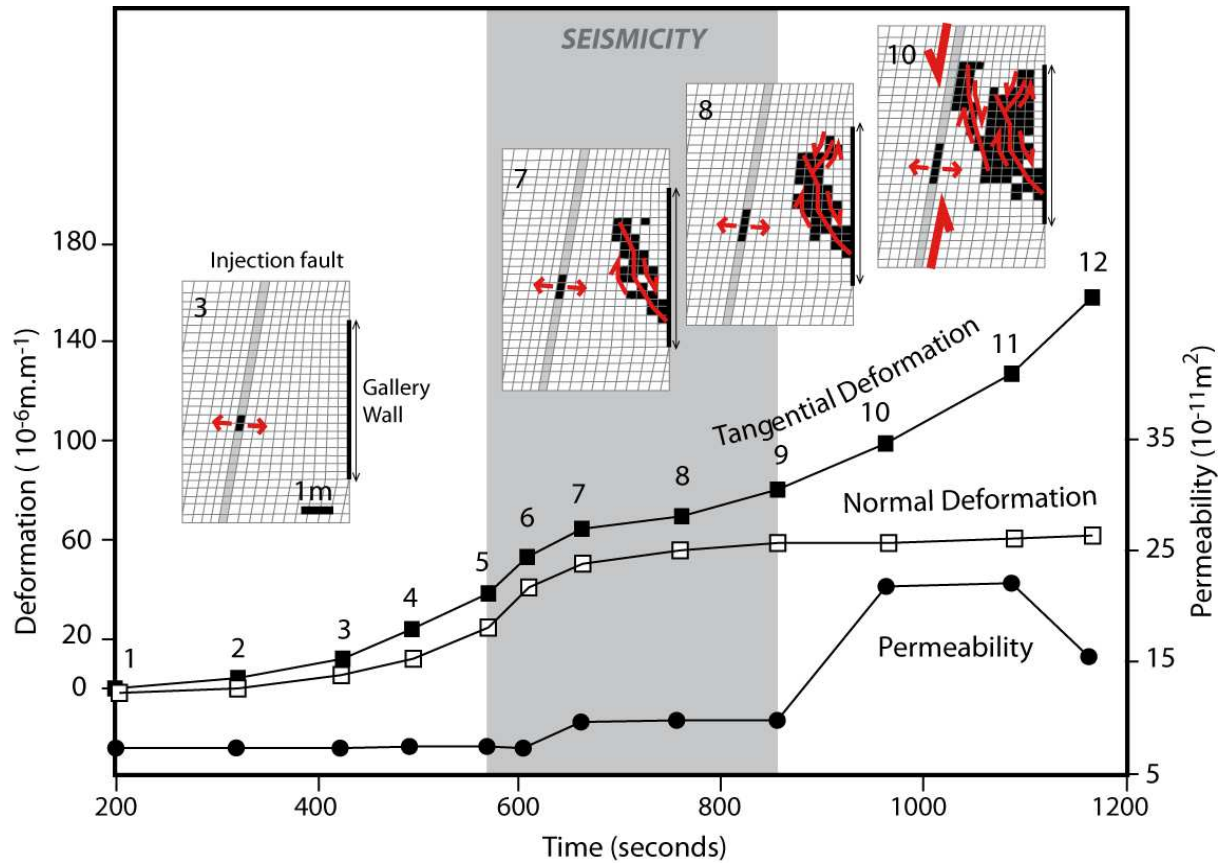 SEISMICITY
10
8
7
3
Injection fault
Gallery
Wall
1m
180
140
100
60
20
0
Deformation ( 10-6m.m-1)
1
2
3
4
5
6
7
8
9
10
11
12
Tangential Deformation
Normal Deformation
Permeability
35
25
15
5
Permeability (10-11m2)
200
400
600
800
1000
1200
Time (seconds)